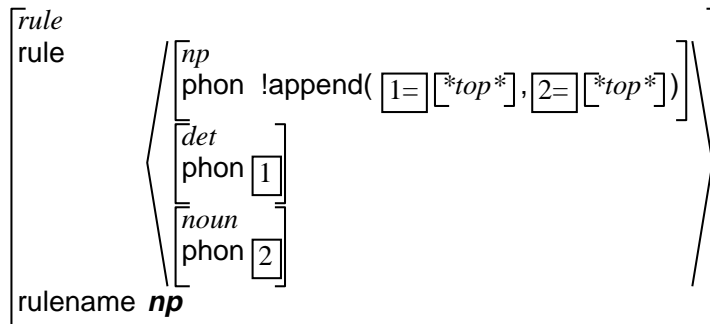 rule
rule
np
phon !append( 1= [*top*], 2= [*top*])
det
phon 1
noun
phon 2
rulename np